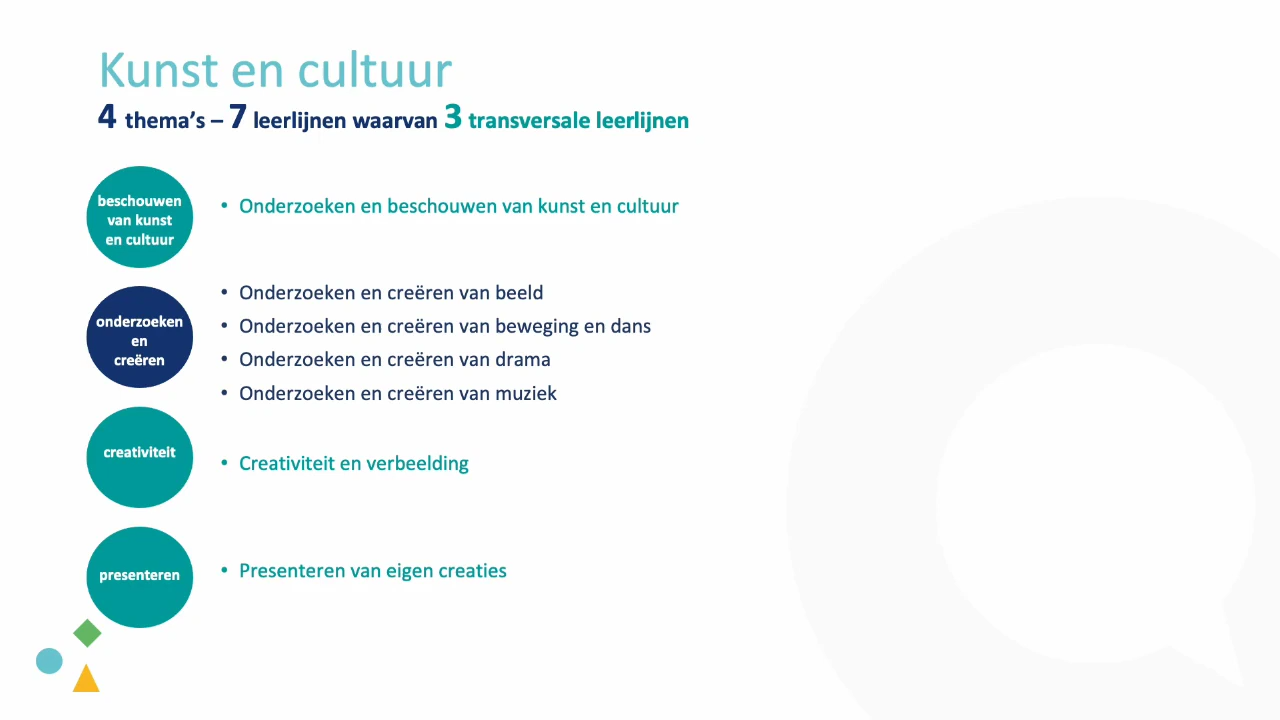 Kunst en cultuur
4 thema's – 7 leerlijnen waarvan 3 transversale leerlijnen
beschouwen
van kunst
en cultuur
• Onderzoeken en beschouwen van kunst en cultuur
onderzoeken
en
creëren
• Onderzoeken en creëren van beeld
• Onderzoeken en creëren van beweging en dans
• Onderzoeken en creëren van drama
• Onderzoeken en creëren van muziek
creativiteit
• Creativiteit en verbeelding
presenteren
• Presenteren van eigen creaties